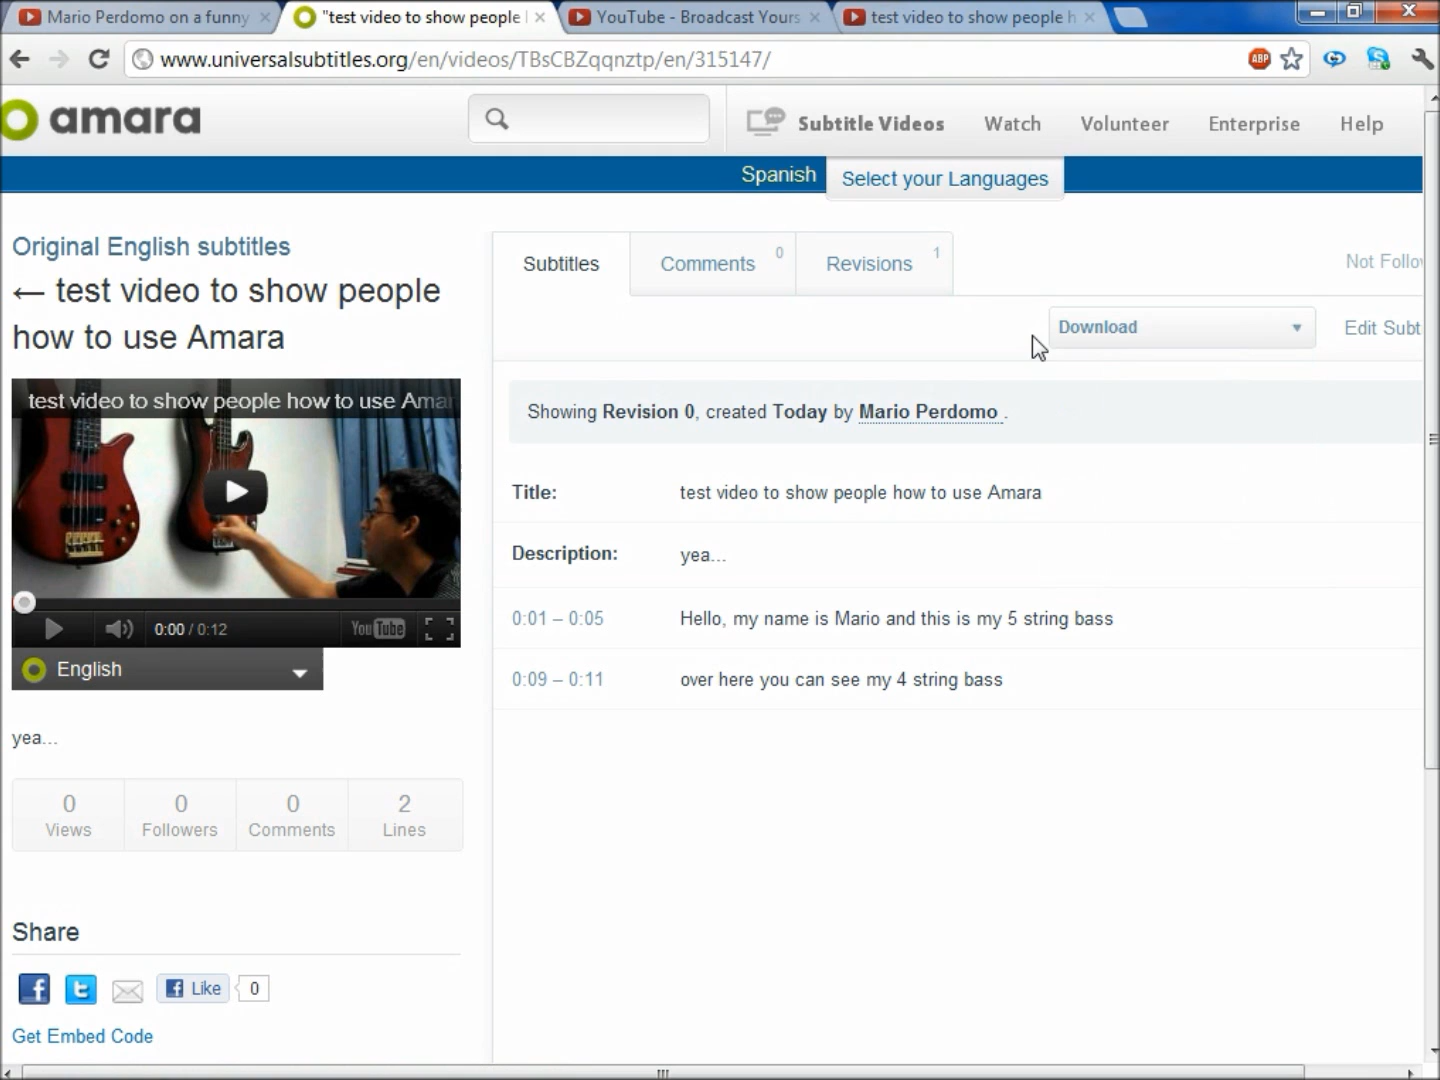 Mario Perdomo on a funny
"test video to show people
YouTube - Broadcast Yours
test video to show people h
www.universalsubtitles.org/en/videos/TBsCBZqqnztp/en/315147/
ABP
amara
Subtitle Videos
Watch
Volunteer
Enterprise
Help
Spanish
Select your Languages
Original English subtitles
← test video to show people
how to use Amara
test video to show people how to use Amar
0:00 / 0:12
YouTube
English
yea...
0
Views
0
Followers
0
Comments
2
Lines
Share
Like
0
Get Embed Code
Subtitles
Comments 0
Revisions 1
Not Follow
Download
Edit Subt
Showing Revision 0, created Today by Mario Perdomo .
Title: test video to show people how to use Amara
Description: yea...
0:01 – 0:05 Hello, my name is Mario and this is my 5 string bass
0:09 – 0:11 over here you can see my 4 string bass